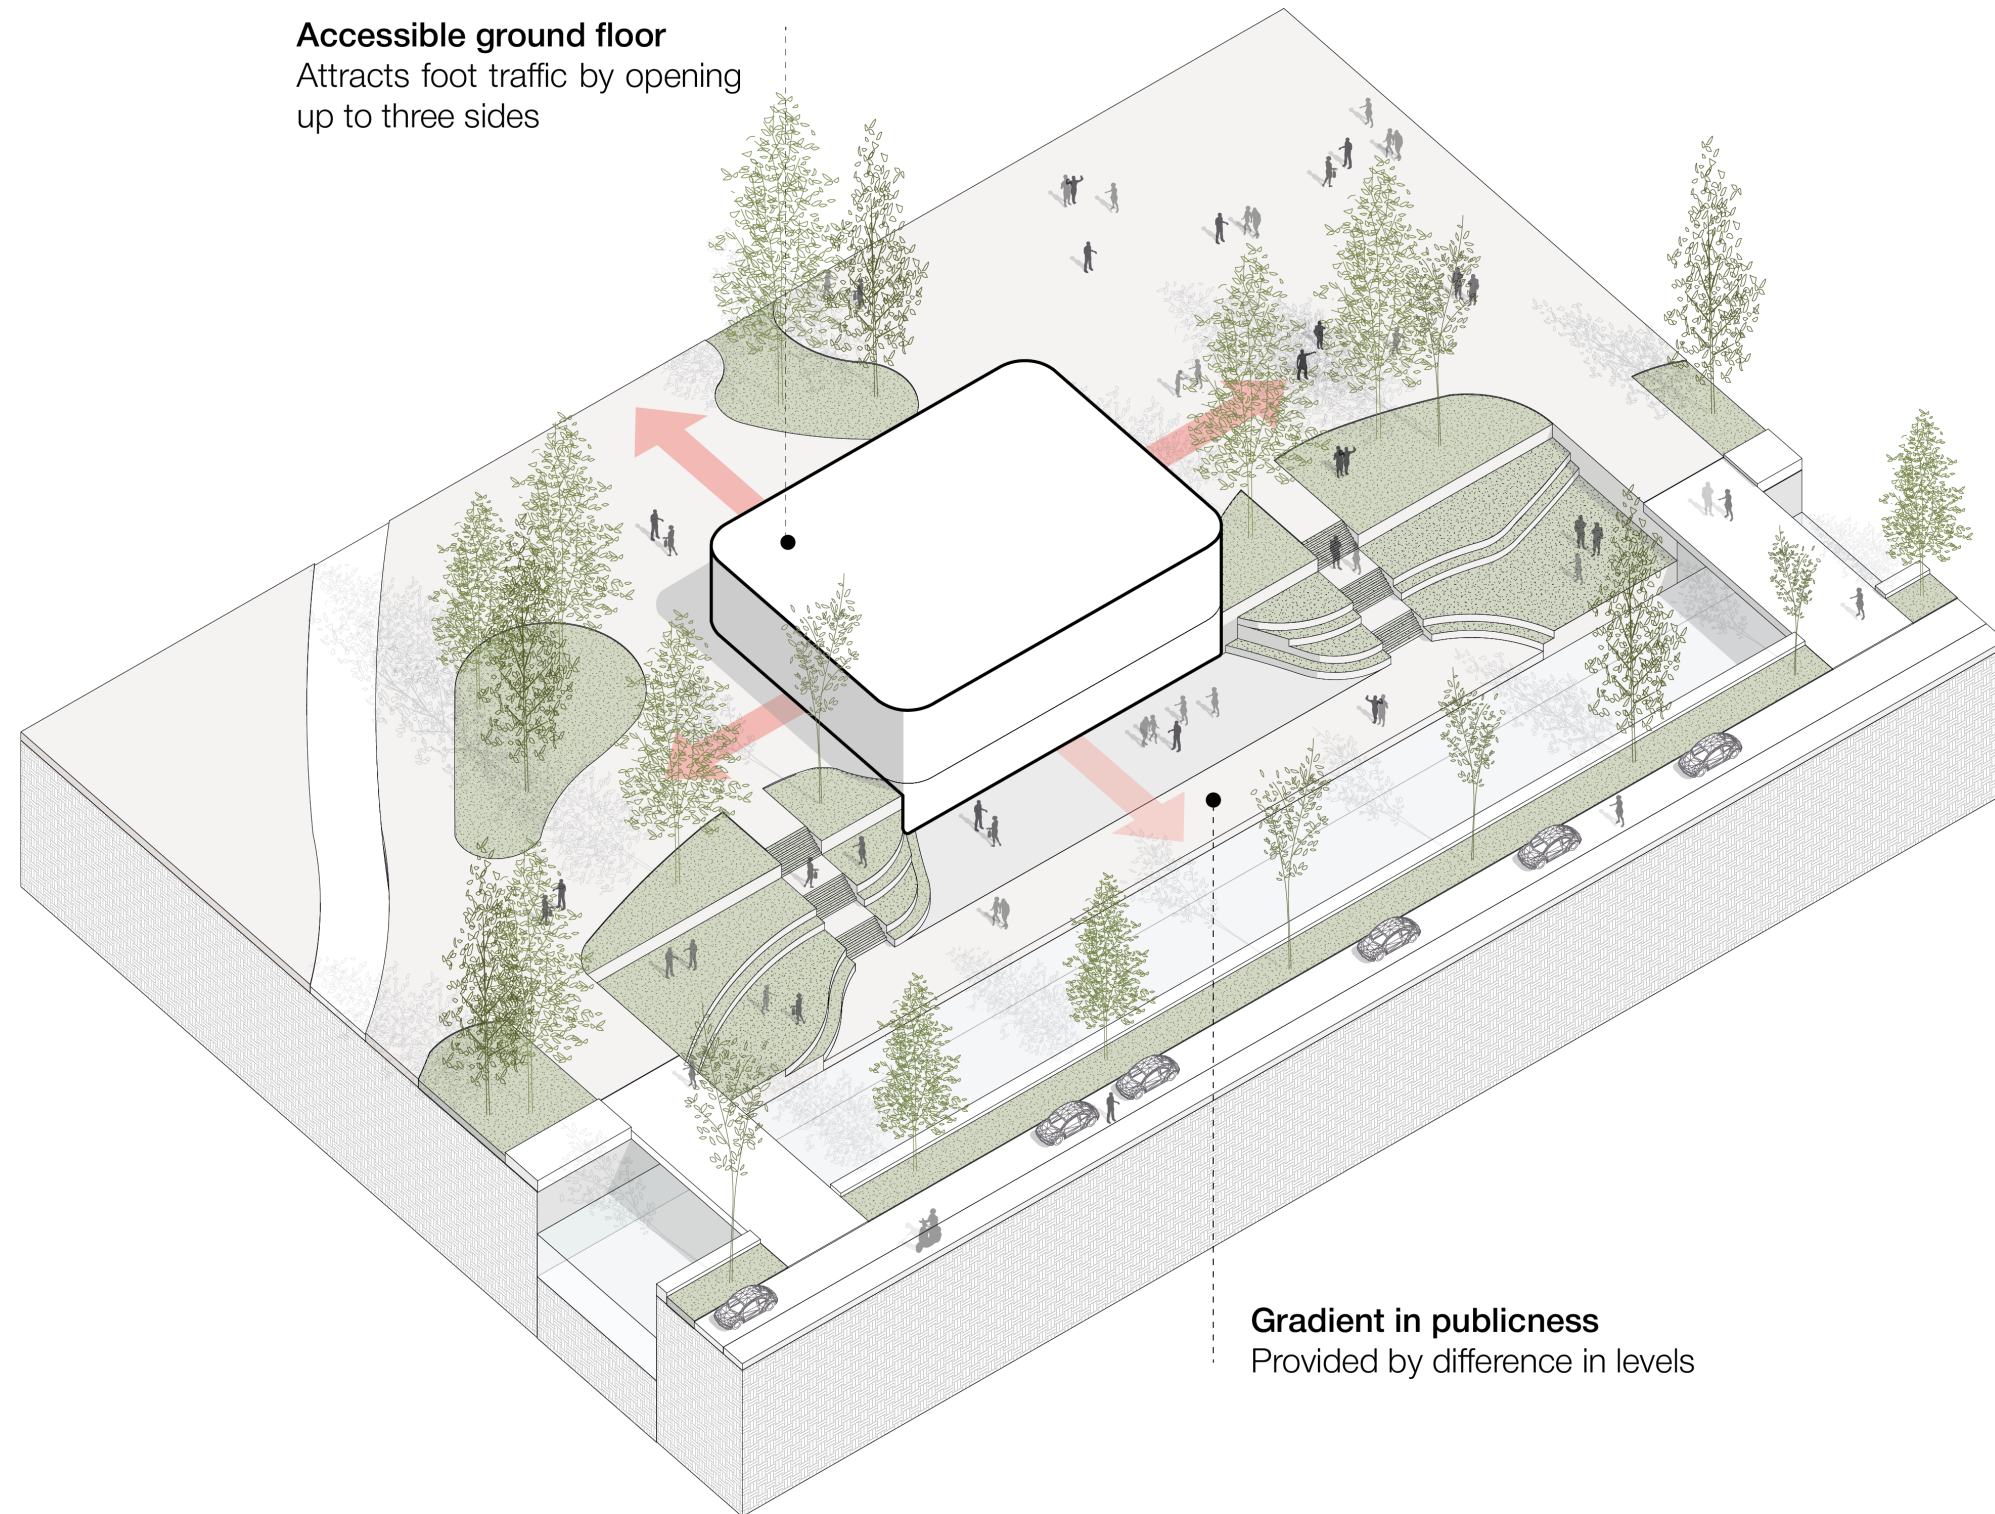 Accessible ground floor
Attracts foot traffic by opening
up to three sides
Gradient in publicness
Provided by difference in levels